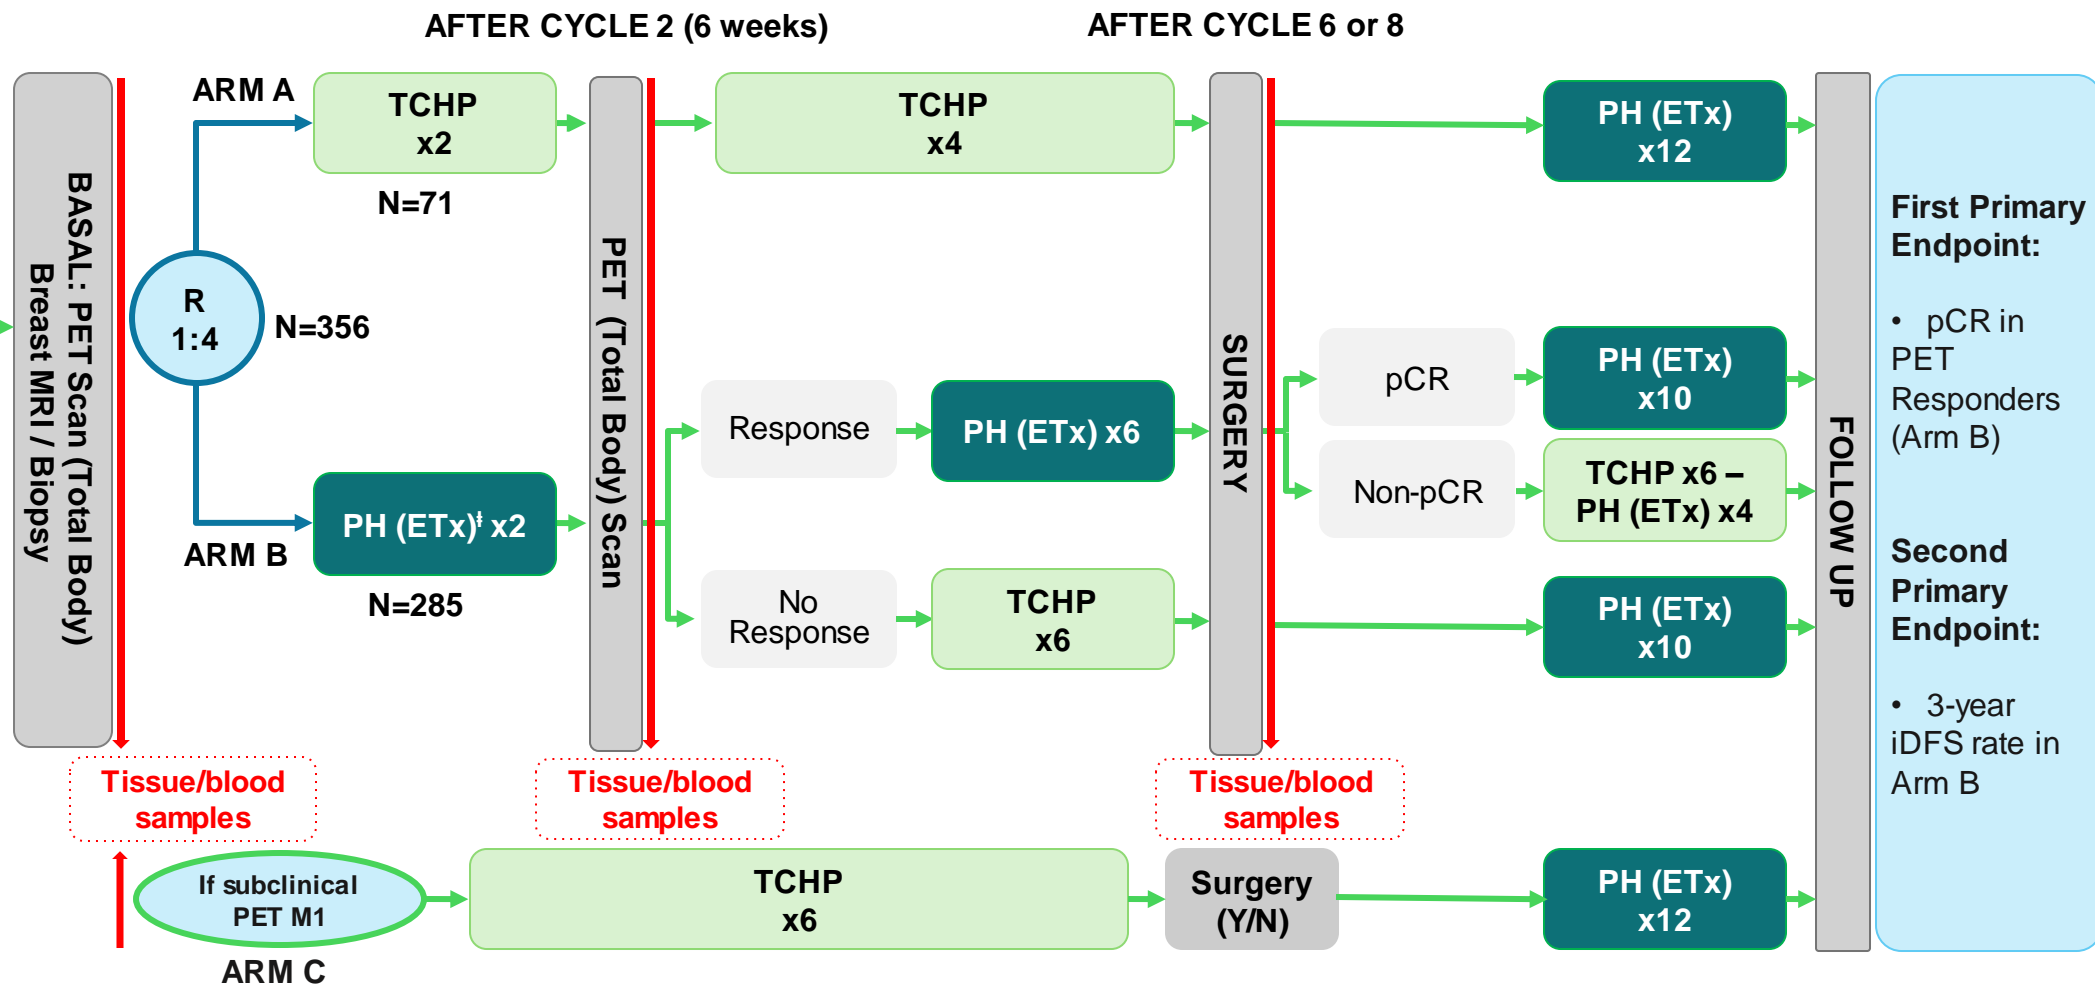 AFTER CYCLE 2 (6 weeks)
AFTER CYCLE 6 or 8
BASAL: PET Scan (Total Body)
Breast MRI / Biopsy
ARM A
TCHP
x2
N=71
R
1:4
N=356
ARM B
PH (ETx)ǂ x2
N=285
PET (Total Body) Scan
TCHP
x4
Response
PH (ETx) x6
No
Response
TCHP
x6
SURGERY
PH (ETx)
x12
pCR
PH (ETx)
x10
Non-pCR
TCHP x6 –
PH (ETx) x4
PH (ETx)
x10
FOLLOW UP
First Primary
Endpoint:
• pCR in
PET
Responders
(Arm B)
Second
Primary
Endpoint:
• 3-year
iDFS rate in
Arm B
Tissue/blood
samples
Tissue/blood
samples
Tissue/blood
samples
If subclinical
PET M1
ARM C
TCHP
x6
Surgery
(Y/N)
PH (ETx)
x12